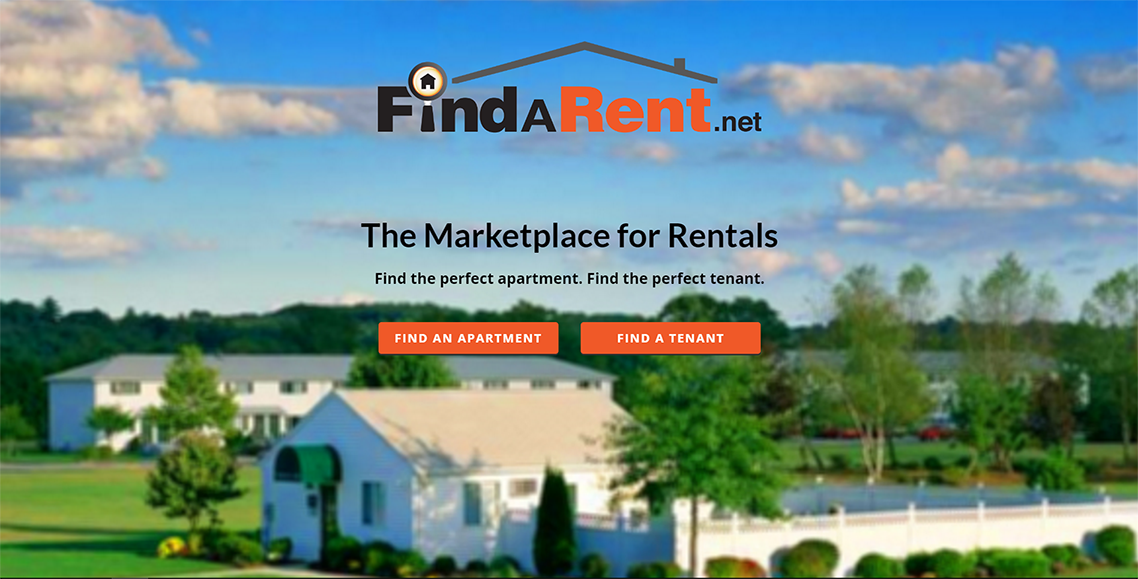 FindARent.net
The Marketplace for Rentals
Find the perfect apartment. Find the perfect tenant.
FIND AN APARTMENT
FIND A TENANT